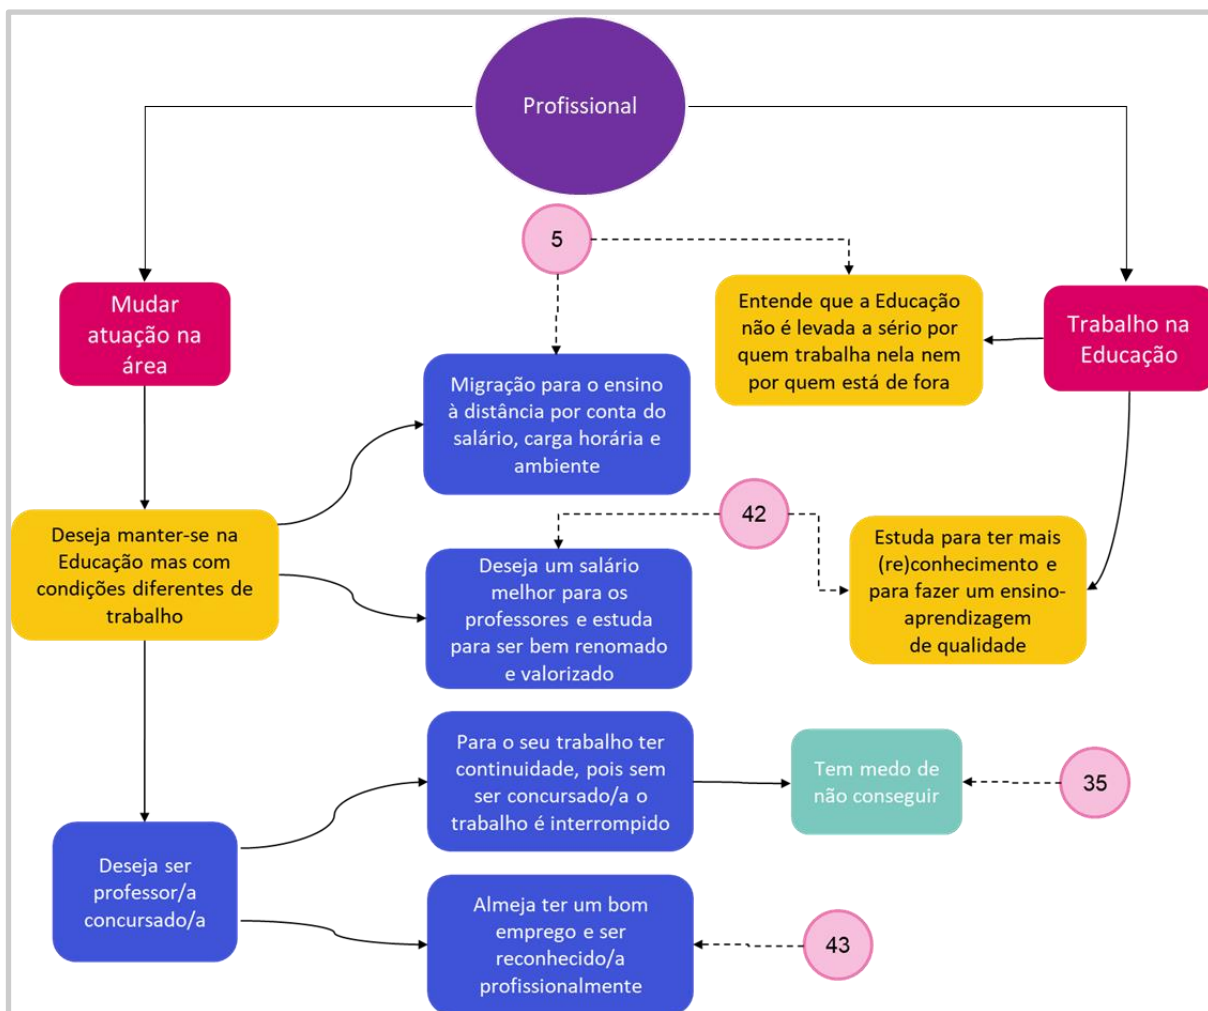 Profissional
5
Mudar
atuação na
área
Entende que a Educação
não é levada a sério por
quem trabalha nela nem
por quem está de fora
Trabalho na
Educação
Migração para o ensino
à distância por conta do
salário, carga horária e
ambiente
42
Deseja manter-se na
Educação mas com
condições diferentes de
trabalho
Deseja um salário
melhor para os
professores e estuda
para ser bem renomado
e valorizado
Estuda para ter mais
(re)conhecimento e
para fazer um ensino-
aprendizagem
de qualidade
Para o seu trabalho ter
continuidade, pois sem
ser concursado/a o
trabalho é interrompido
Tem medo de
não conseguir
35
Deseja ser
professor/a
concursado/a
Almeja ter um bom
emprego e ser
reconhecido/a
profissionalmente
43